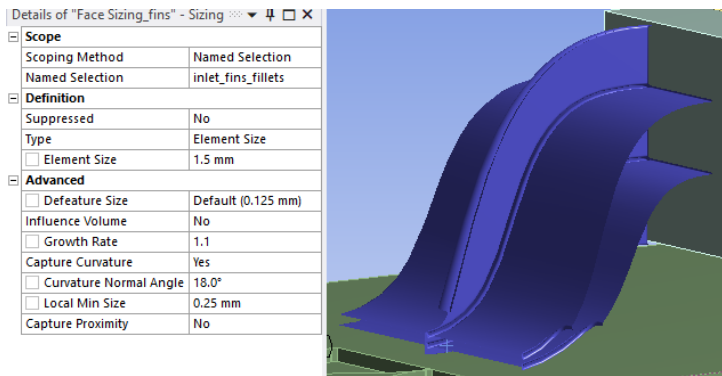 Details of "Face Sizing_fins" - Sizing
Scope
Scoping Method Named Selection
Named Selection inlet_fins_fillets
Definition
Suppressed No
Type Element Size
Element Size 1.5 mm
Advanced
Defeature Size Default (0.125 mm)
Influence Volume No
Growth Rate 1.1
Capture Curvature Yes
Curvature Normal Angle 18.0°
Local Min Size 0.25 mm
Capture Proximity No